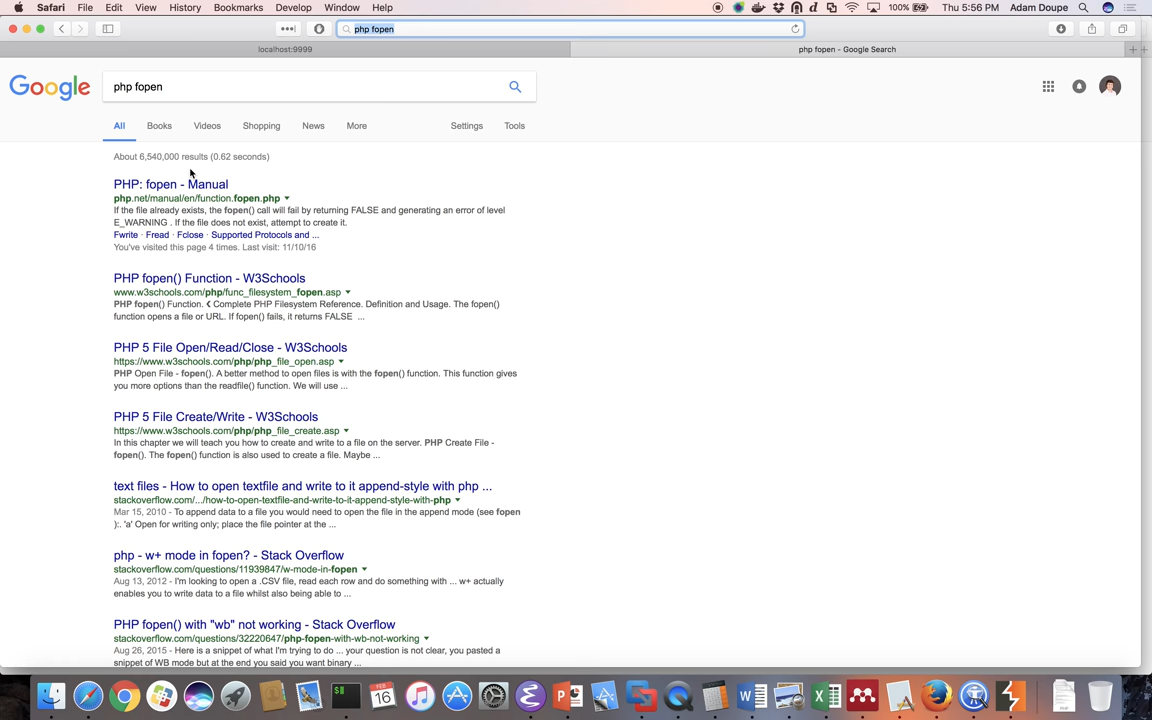 Safari File Edit View History Bookmarks Develop Window Help 100% Thu 5:56 PM Adam Doupe
php fopen
localhost:9999 php fopen - Google Search
Google php fopen
All Books Videos Shopping News More Settings Tools
About 6,540,000 results (0.62 seconds)
PHP: fopen - Manual
php.net/manual/en/function.fopen.php
If the file already exists, the fopen() call will fail by returning FALSE and generating an error of level
E_WARNING . If the file does not exist, attempt to create it.
Fwrite · Fread · Fclose · Supported Protocols and ...
You've visited this page 4 times. Last visit: 11/10/16
PHP fopen() Function - W3Schools
www.w3schools.com/php/func_filesystem_fopen.asp
PHP fopen() Function. ❮ Complete PHP Filesystem Reference. Definition and Usage. The fopen()
function opens a file or URL. If fopen() fails, it returns FALSE ...
PHP 5 File Open/Read/Close - W3Schools
https://www.w3schools.com/php/php_file_open.asp
PHP Open File - fopen(). A better method to open files is with the fopen() function. This function gives
you more options than the readfile() function. We will use ...
PHP 5 File Create/Write - W3Schools
https://www.w3schools.com/php/php_file_create.asp
In this chapter we will teach you how to create and write to a file on the server. PHP Create File -
fopen(). The fopen() function is also used to create a file. Maybe ...
text files - How to open textfile and write to it append-style with php ...
stackoverflow.com/.../how-to-open-textfile-and-write-to-it-append-style-with-php
Mar 15, 2010 - To append data to a file you would need to open the file in the append mode (see fopen
):. 'a' Open for writing only; place the file pointer at the ...
php - w+ mode in fopen? - Stack Overflow
stackoverflow.com/questions/11939847/w-mode-in-fopen
Aug 13, 2012 - I'm looking to open a .CSV file, read each row and do something with ... w+ actually
enables you to write data to a file whilst also being able to ...
PHP fopen() with "wb" not working - Stack Overflow
stackoverflow.com/questions/32220647/php-fopen-with-wb-not-working
Aug 26, 2015 - Here is a snippet of what I'm trying to do ... your question is not clear, you pasted a
snippet of WB mode but at the end you said you want binary ...
FEB
16